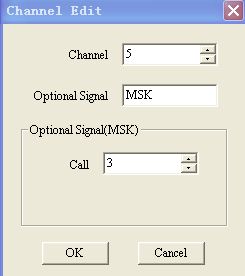 Channel Edit
Channel 5
Optional Signal MSK
Optional Signal(MSK)
Call 3
OK Cancel